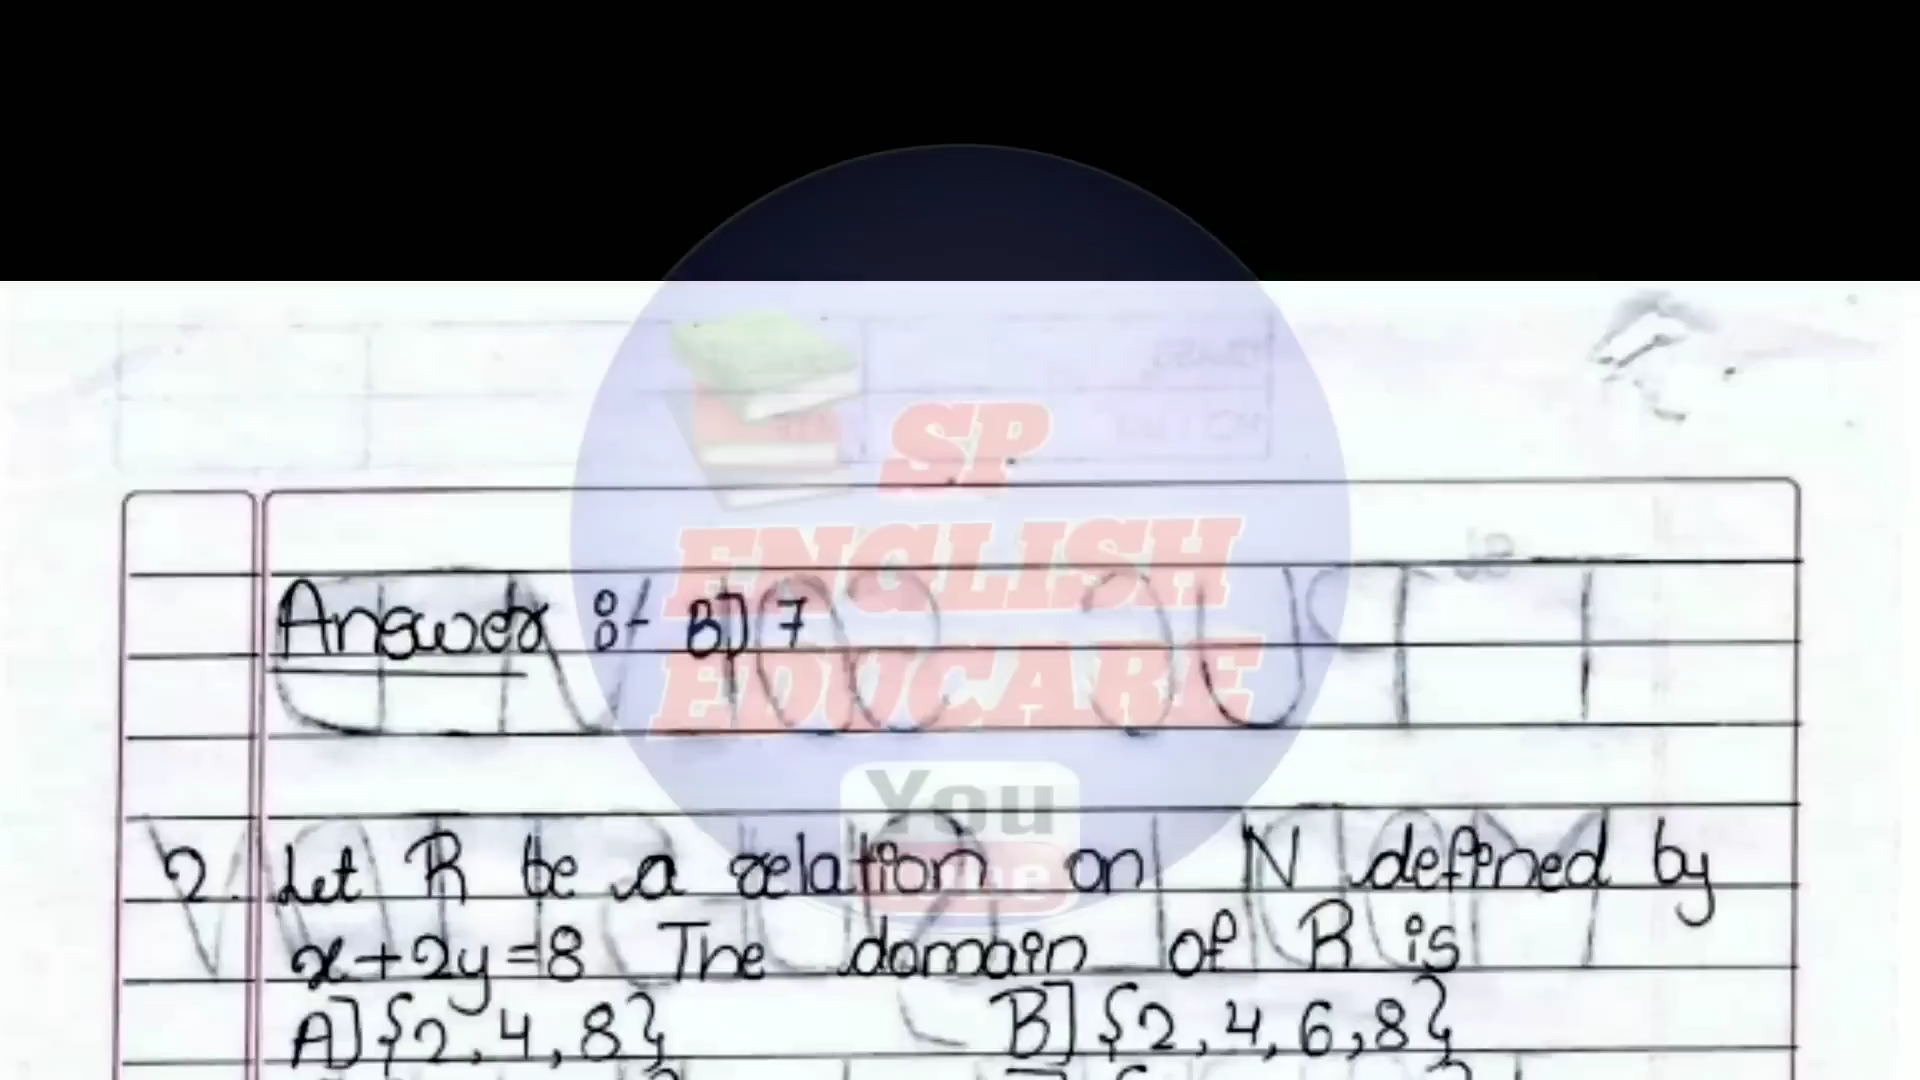 SP
ENGLISH
EDUCARE
You
Answer :- B] 7
2. Let R be a relation on N defined by
x+2y=8 The domain of R is
A] {2, 4, 8}
B] {2, 4, 6, 8}